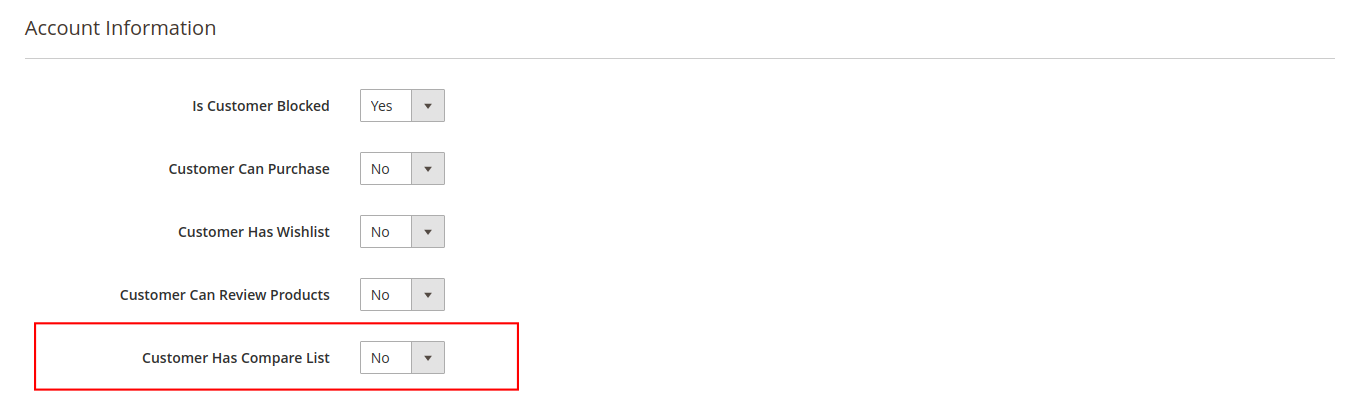 Account Information
Is Customer Blocked Yes
Customer Can Purchase No
Customer Has Wishlist No
Customer Can Review Products No
Customer Has Compare List No